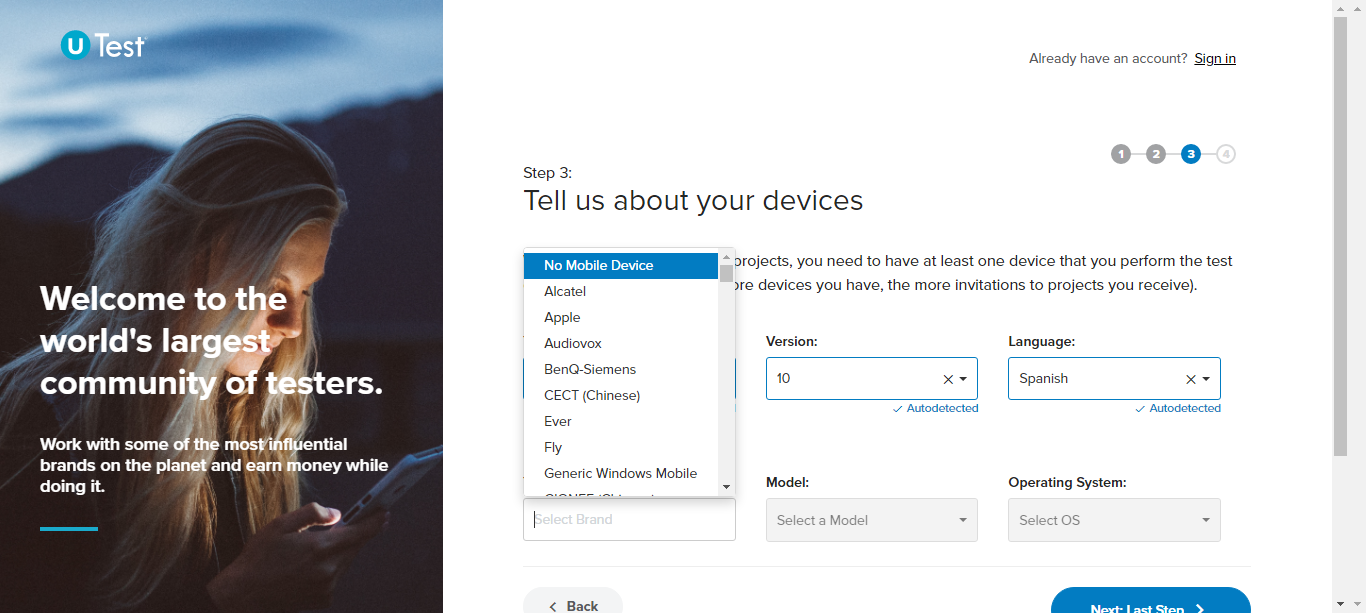 U Test
Already have an account? Sign in
1 2 3 4
Step 3:
Tell us about your devices
projects, you need to have at least one device that you perform the test
ore devices you have, the more invitations to projects you receive).
No Mobile Device
Alcatel
Apple
Audiovox
BenQ-Siemens
CECT (Chinese)
Ever
Fly
Generic Windows Mobile
Version:
10
Autodetected
Language:
Spanish
Autodetected
Select Brand
Model:
Select a Model
Operating System:
Select OS
Back
Next: Last Step
Welcome to the
world's largest
community of testers.
Work with some of the most influential
brands on the planet and earn money while
doing it.